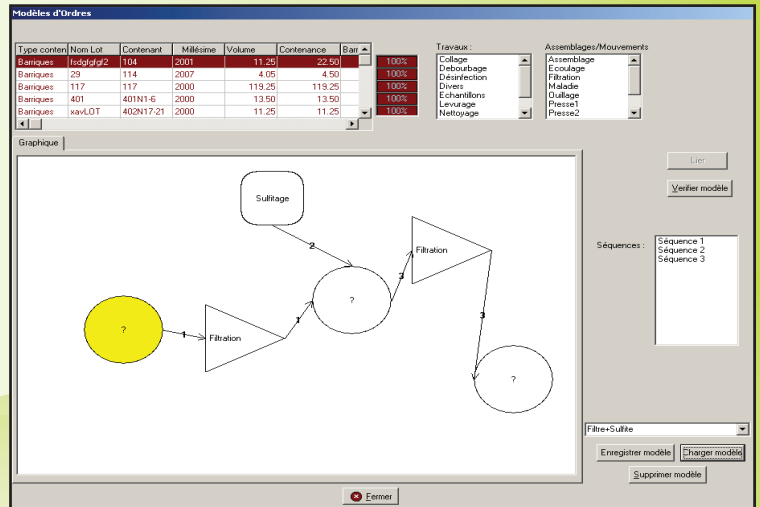 Modèles d'Ordres
Type conten Nom Lot Contenant Millésime Volume Contenance Barr
Barriques fsdgfgfgf2 104 2001 11.25 22.50 100%
Barriques 29 114 2007 4.05 4.50 100%
Barriques 117 117 2000 119.25 119.25 100%
Barriques 401 401N1-6 2000 13.50 13.50 100%
Barriques xavLOT 402N17-21 2000 11.25 11.25 100%
Travaux :
Collage
Debourbage
Désinfection
Divers
Echantillons
Levurage
Nettoyage
Assemblages/Mouvements
Assemblage
Ecoulage
Filtration
Maladie
Ouillage
Presse1
Presse2
Graphique
Lier
Verifier modèle
Sulfitage
2
Filtration
3
?
1
Filtration
1
?
3
?
Séquences :
Séquence 1
Séquence 2
Séquence 3
Filtre+Sulfite
Enregistrer modèle
Charger modèle
Supprimer modèle
Fermer